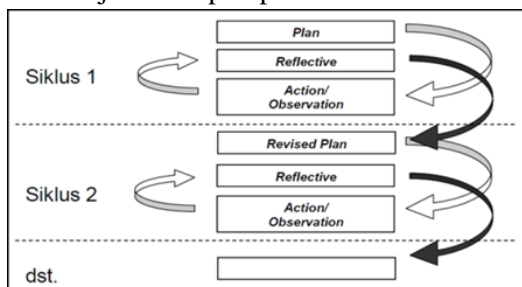 Plan
Siklus 1
Reflective
Action/
Observation
Revised Plan
Siklus 2
Reflective
Action/
Observation
dst.